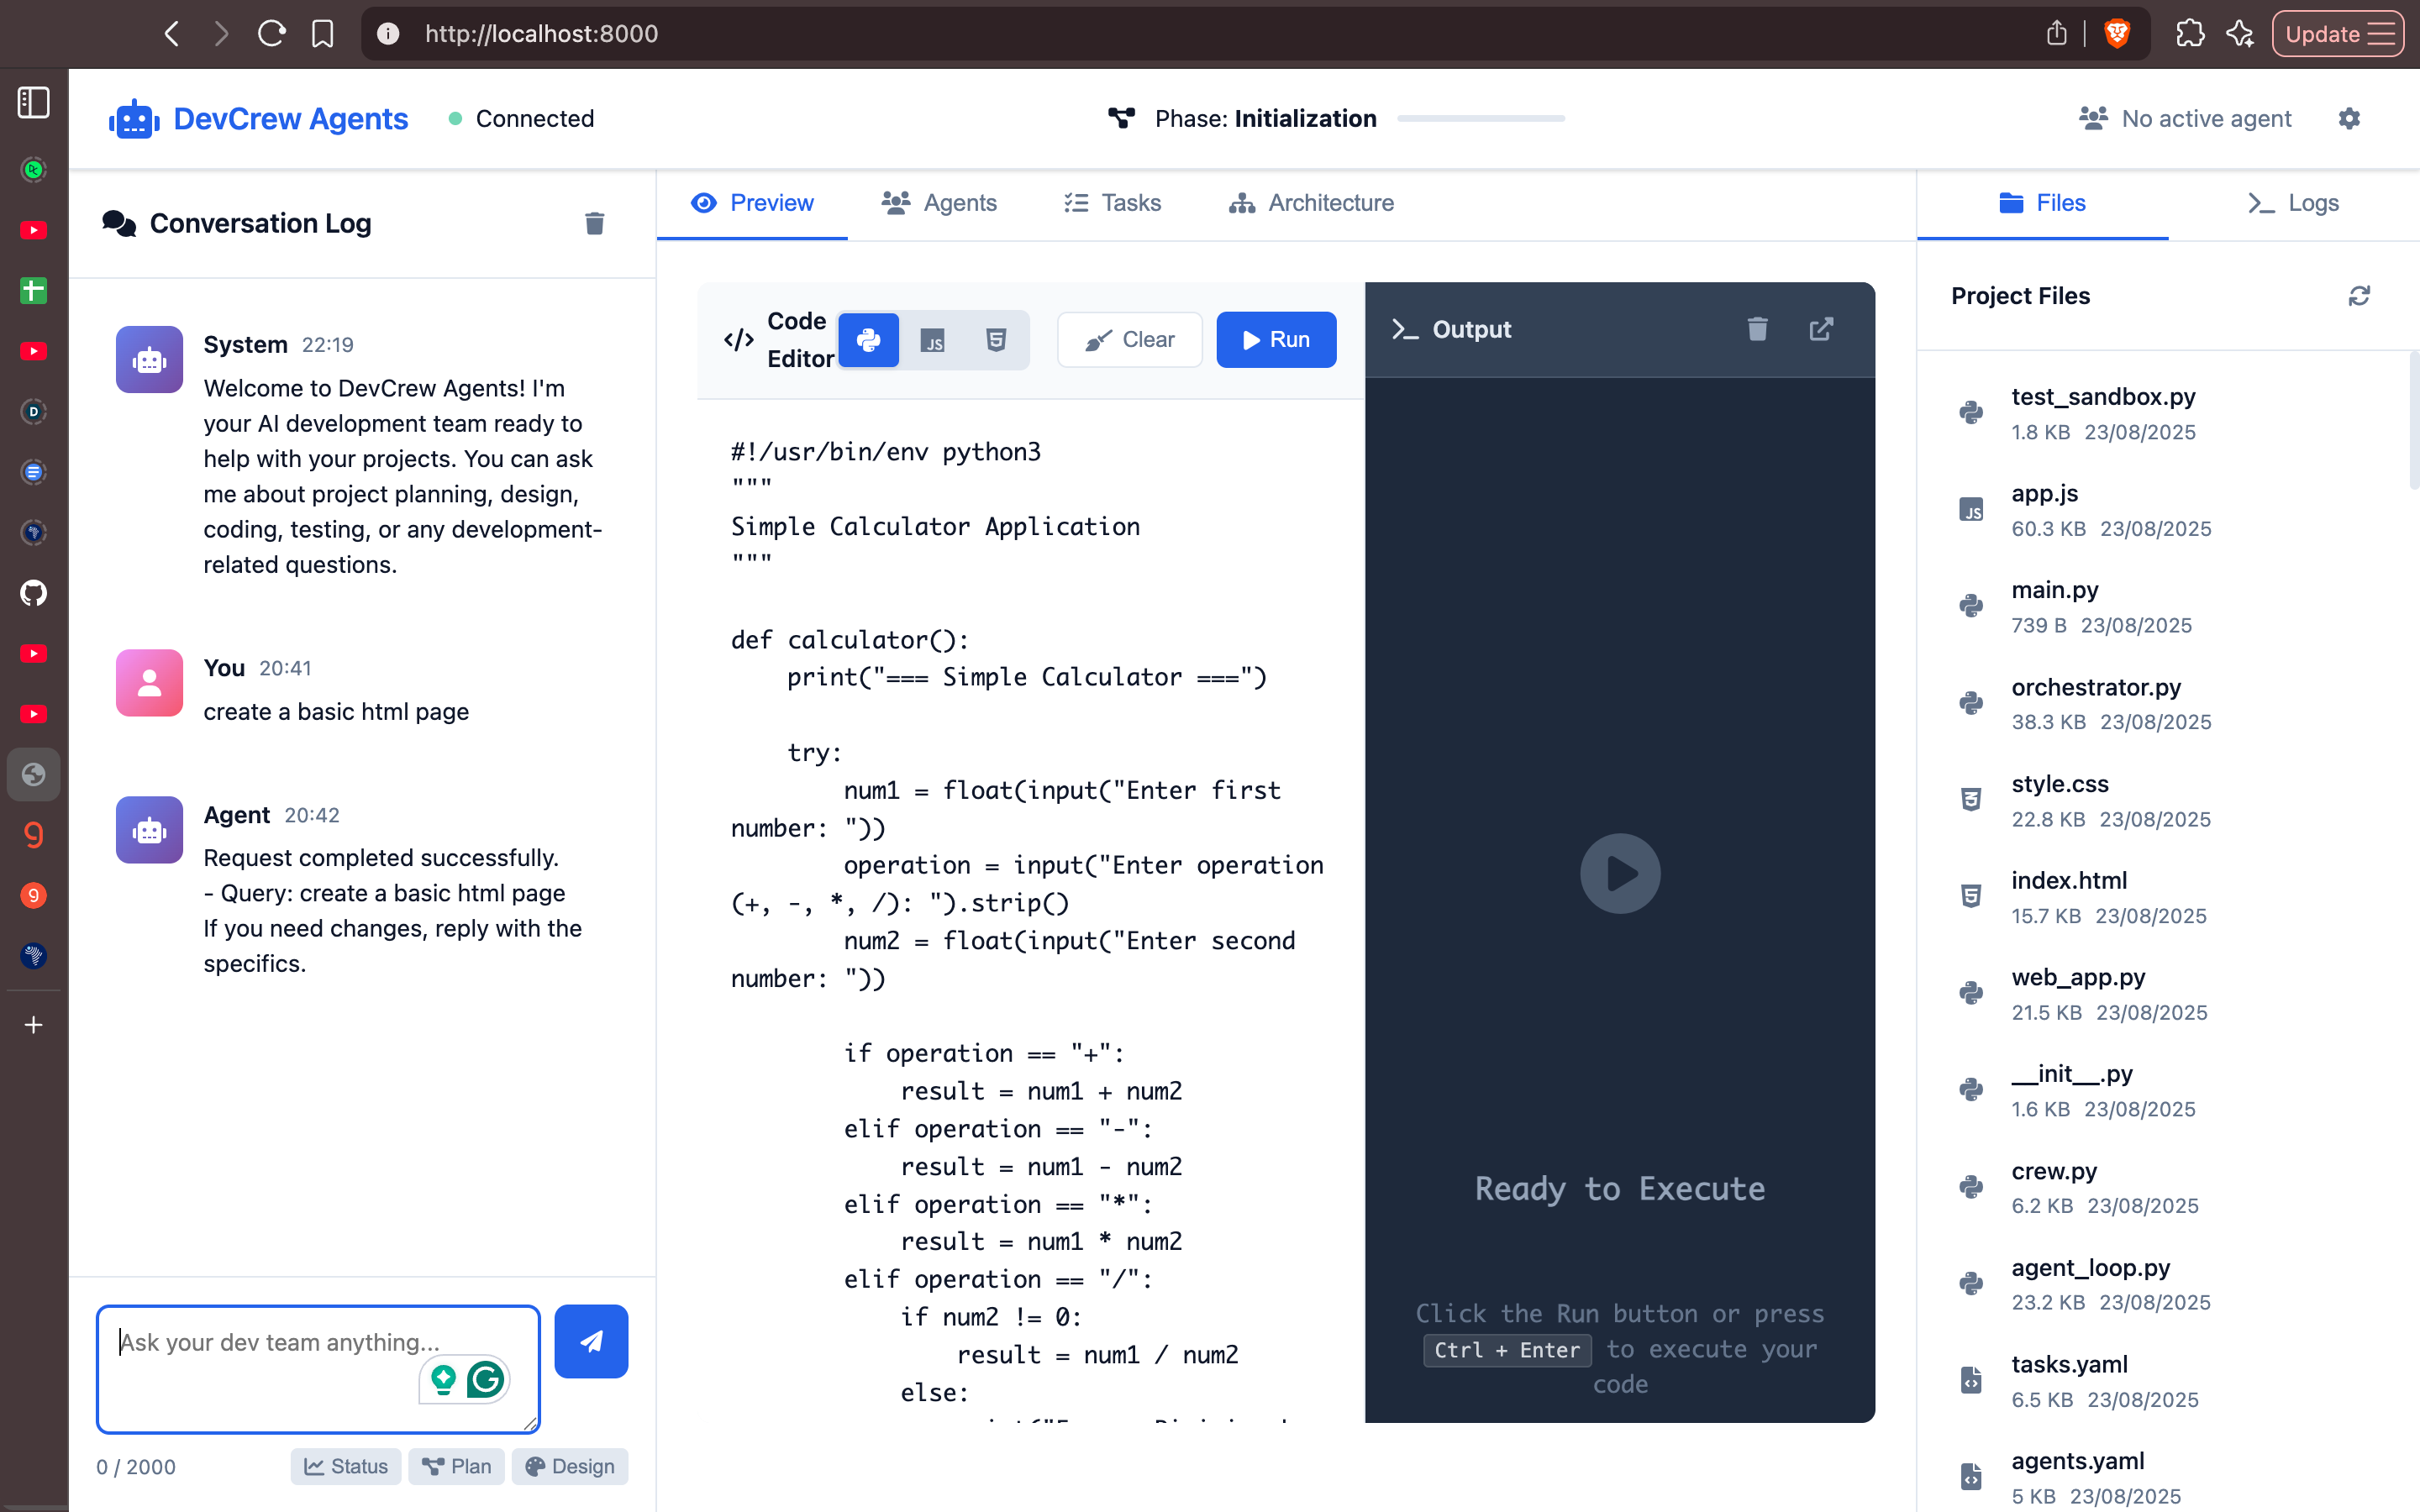 http://localhost:8000
Update
DevCrew Agents
Connected
Phase: Initialization
No active agent
Conversation Log
System 22:19
Welcome to DevCrew Agents! I'm
your AI development team ready to
help with your projects. You can ask
me about project planning, design,
coding, testing, or any development-
related questions.
You 20:41
create a basic html page
Agent 20:42
Request completed successfully.
- Query: create a basic html page
If you need changes, reply with the
specifics.
Ask your dev team anything...
0 / 2000
Status
Plan
Design
Preview
Agents
Tasks
Architecture
Code
Editor
JS
Clear
Run
#!/usr/bin/env python3
"""
Simple Calculator Application
"""
def calculator():
    print("=== Simple Calculator ===")
    try:
        num1 = float(input("Enter first
number: "))
        operation = input("Enter operation
(+, -, *, /): ").strip()
        num2 = float(input("Enter second
number: "))
        if operation == "+":
            result = num1 + num2
        elif operation == "-":
            result = num1 - num2
        elif operation == "*":
            result = num1 * num2
        elif operation == "/":
            if num2 != 0:
                result = num1 / num2
            else:
Output
Ready to Execute
Click the Run button or press
Ctrl + Enter to execute your
code
Files
Logs
Project Files
test_sandbox.py
1.8 KB 23/08/2025
JS
app.js
60.3 KB 23/08/2025
main.py
739 B 23/08/2025
orchestrator.py
38.3 KB 23/08/2025
style.css
22.8 KB 23/08/2025
index.html
15.7 KB 23/08/2025
web_app.py
21.5 KB 23/08/2025
__init__.py
1.6 KB 23/08/2025
crew.py
6.2 KB 23/08/2025
agent_loop.py
23.2 KB 23/08/2025
tasks.yaml
6.5 KB 23/08/2025
agents.yaml
5 KB 23/08/2025